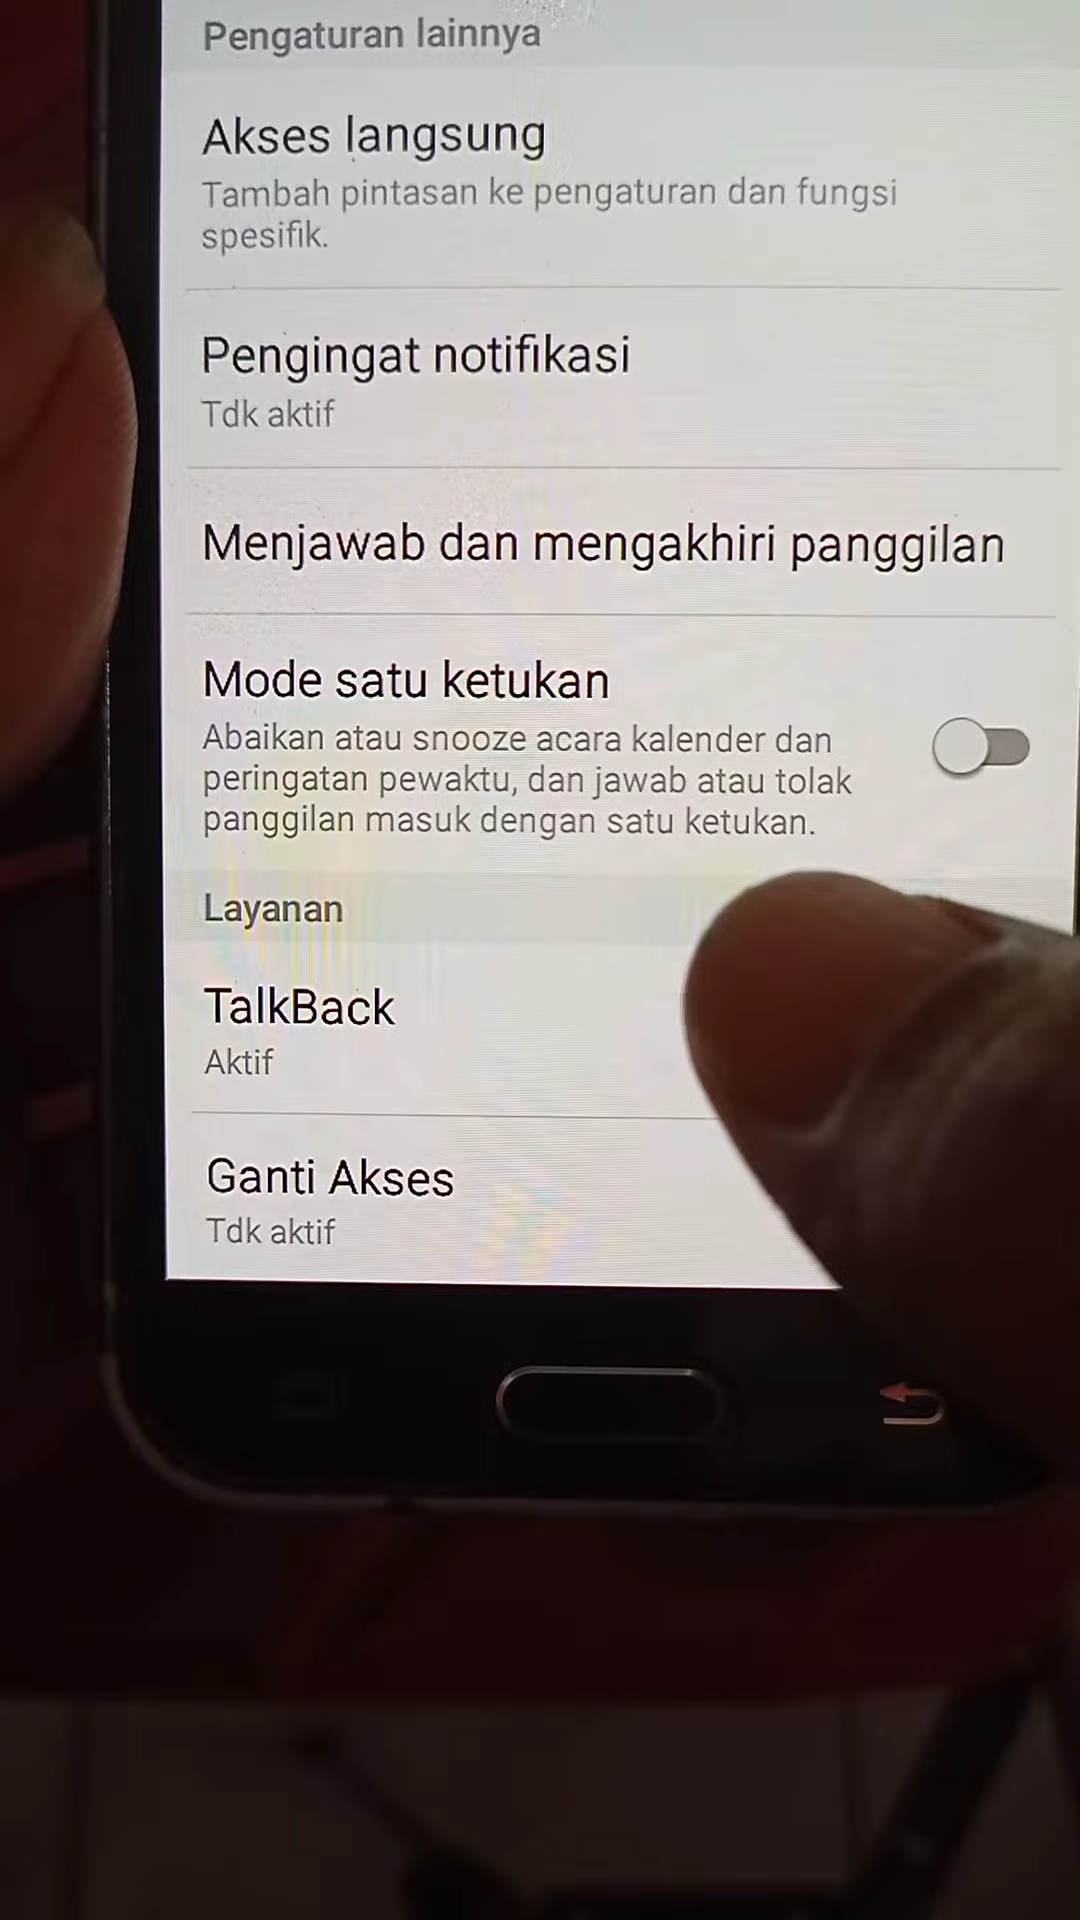 Pengaturan lainnya
Akses langsung
Tambah pintasan ke pengaturan dan fungsi
spesifik.
Pengingat notifikasi
Tdk aktif
Menjawab dan mengakhiri panggilan
Mode satu ketukan
Abaikan atau snooze acara kalender dan
peringatan pewaktu, dan jawab atau tolak
panggilan masuk dengan satu ketukan.
Layanan
TalkBack
Aktif
Ganti Akses
Tdk aktif